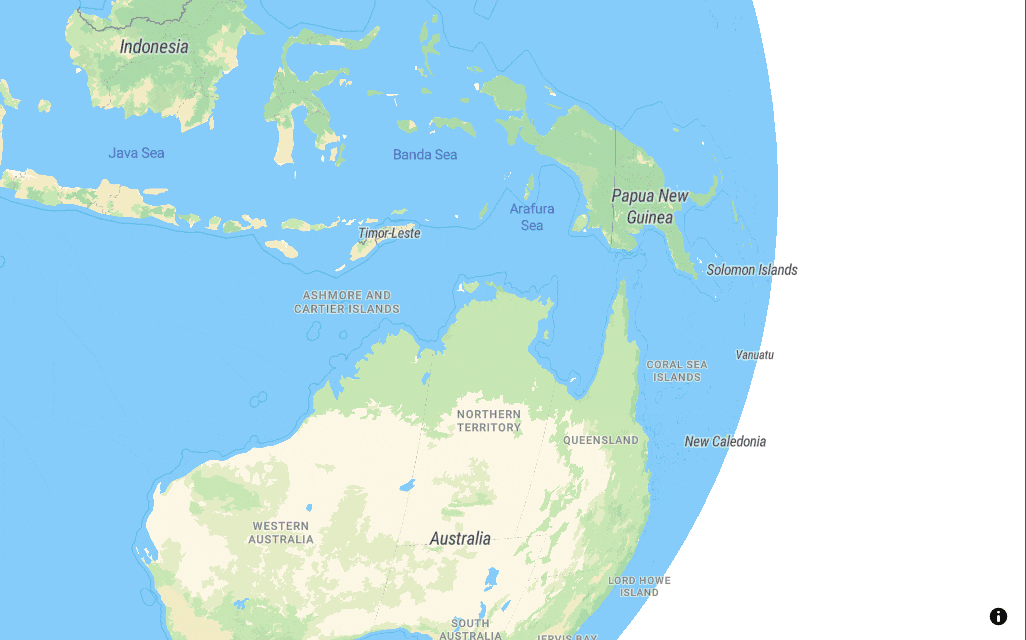 Indonesia
Java Sea
Banda Sea
Papua New
Guinea
Arafura
Sea
Timor-Leste
Solomon Islands
ASHMORE AND
CARTIER ISLANDS
Vanuatu
CORAL SEA
ISLANDS
NORTHERN
TERRITORY
QUEENSLAND
New Caledonia
WESTERN
AUSTRALIA
Australia
LORD HOWE
ISLAND
SOUTH
AUSTRALIA
JERVIS BAY